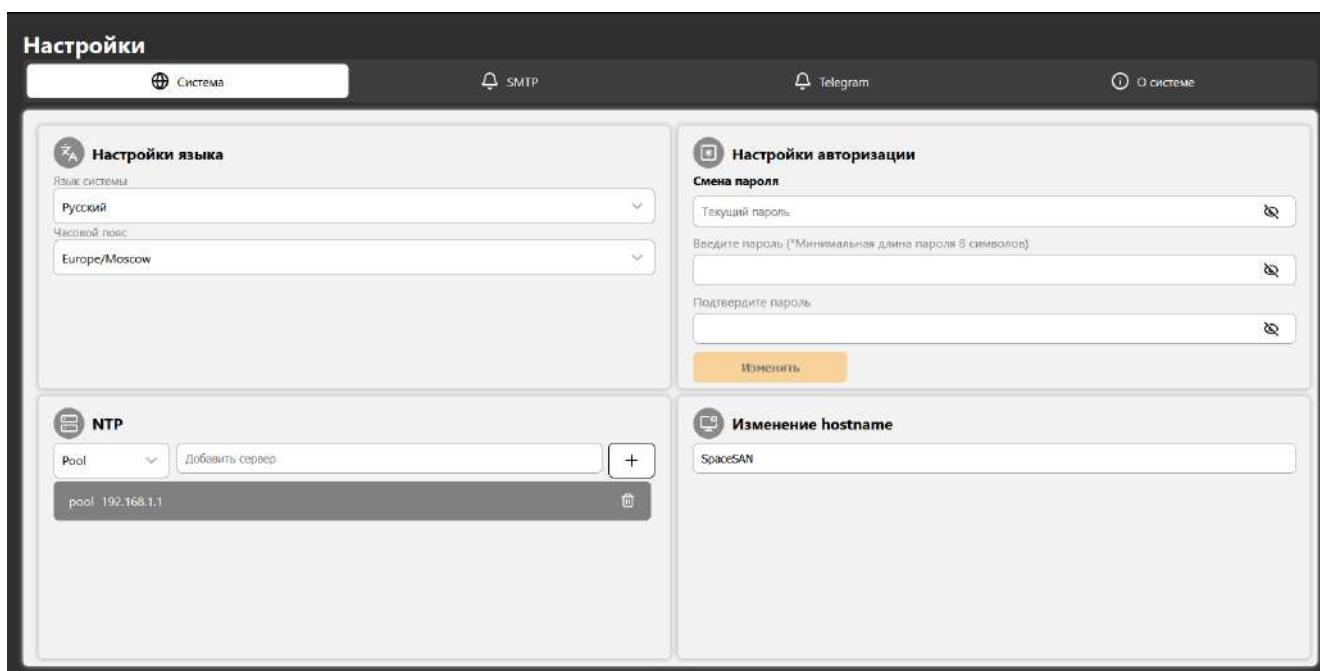 Настройки
Система
SMTP
Telegram
О системе
Настройки языка
Язык системы
Русский
Часовой пояс
Europe/Moscow
Настройки авторизации
Смена пароля
Текущий пароль
Введите пароль (*Минимальная длина пароля 8 символов)
Подтвердите пароль
Изменить
NTP
Pool
Добавить сервер
pool 192.168.1.1
Изменение hostname
SpaceSAN